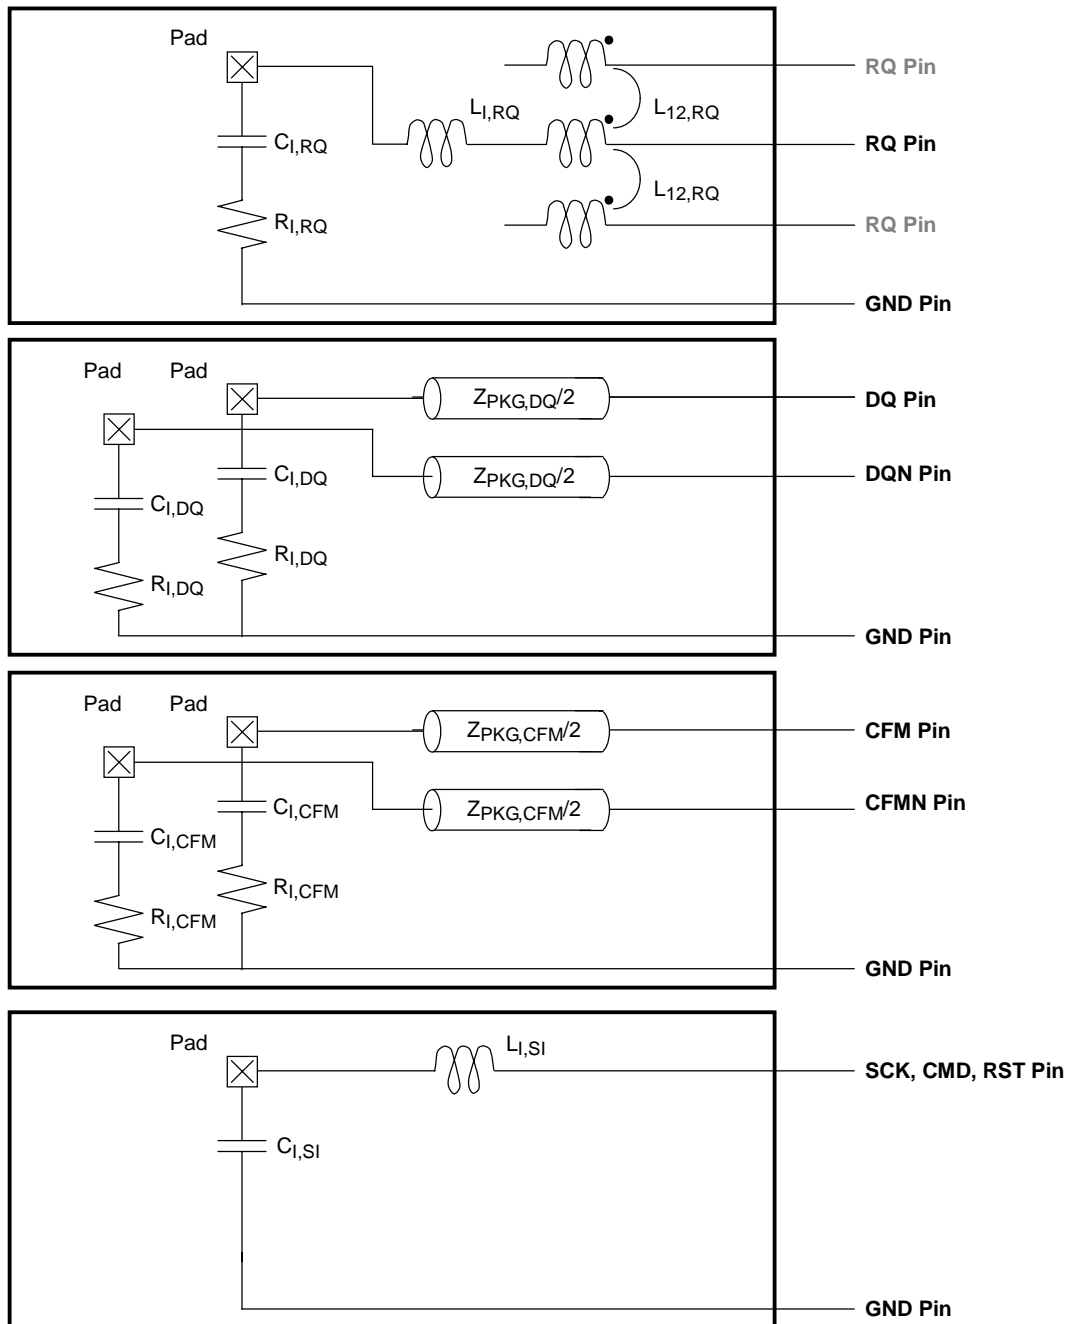 Pad
RQ Pin
L12,RQ
LI,RQ
CI,RQ
RQ Pin
L12,RQ
RI,RQ
RQ Pin
GND Pin
Pad Pad
ZPKG,DQ/2
DQ Pin
CI,DQ
ZPKG,DQ/2
DQN Pin
CI,DQ
RI,DQ
RI,DQ
GND Pin
Pad Pad
ZPKG,CFM/2
CFM Pin
CI,CFM
ZPKG,CFM/2
CFMN Pin
CI,CFM
RI,CFM
RI,CFM
GND Pin
Pad
LI,SI
SCK, CMD, RST Pin
CI,SI
GND Pin